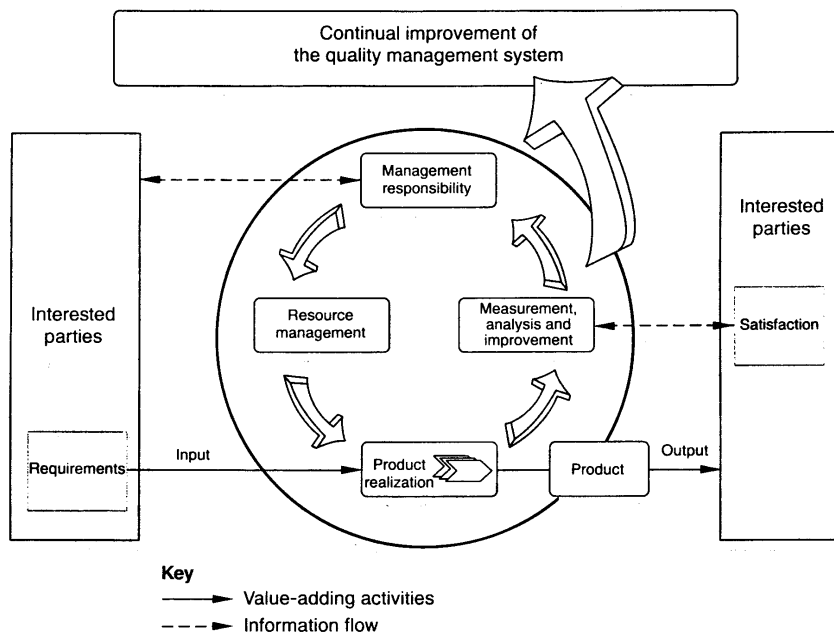 Continual improvement of
the quality management system
Management
responsibility
Interested
parties
Interested
parties
Resource
management
Measurement,
analysis and
improvement
Satisfaction
Requirements
Input
Product
realization
Product
Output
Key
Value-adding activities
Information flow